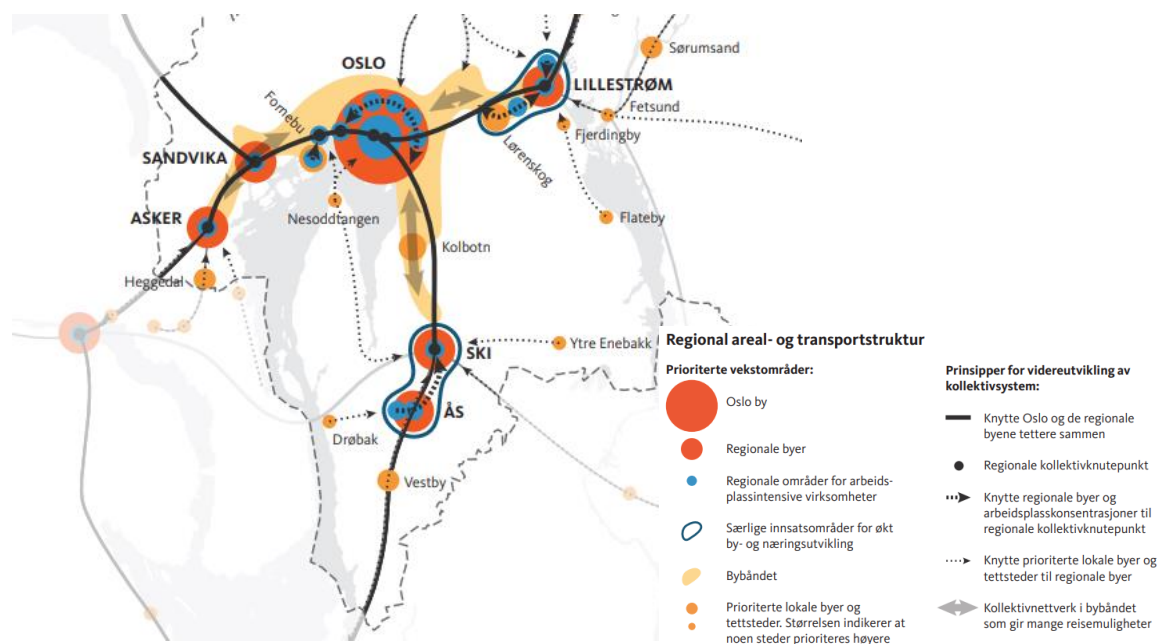 Sørumsand
OSLO
LILLESTRØM
Fornebu
Fetsund
Fjerdingby
Lørenskog
SANDVIKA
ASKER
Nesoddtangen
Flateby
Kolbotn
Heggedal
SKI
Ytre Enebakk
ÅS
Drøbak
Vestby
Regional areal- og transportstruktur
Prioriterte vekstområder:
Oslo by
Regionale byer
Regionale områder for arbeids-
plassintensive virksomheter
Særlige innsatsområder for økt
by- og næringsutvikling
Bybåndet
Prioriterte lokale byer og
tettsteder. Størrelsen indikerer at
noen steder prioriteres høyere
Prinsipper for videreutvikling av
kollektivsystem:
Knytte Oslo og de regionale
byene tettere sammen
Regionale kollektivknutepunkt
Knytte regionale byer og
arbeidsplasskonsentrasjoner til
regionale kollektivknutepunkt
Knytte prioriterte lokale byer og
tettsteder til regionale byer
Kollektivnettverk i bybåndet
som gir mange reisemuligheter